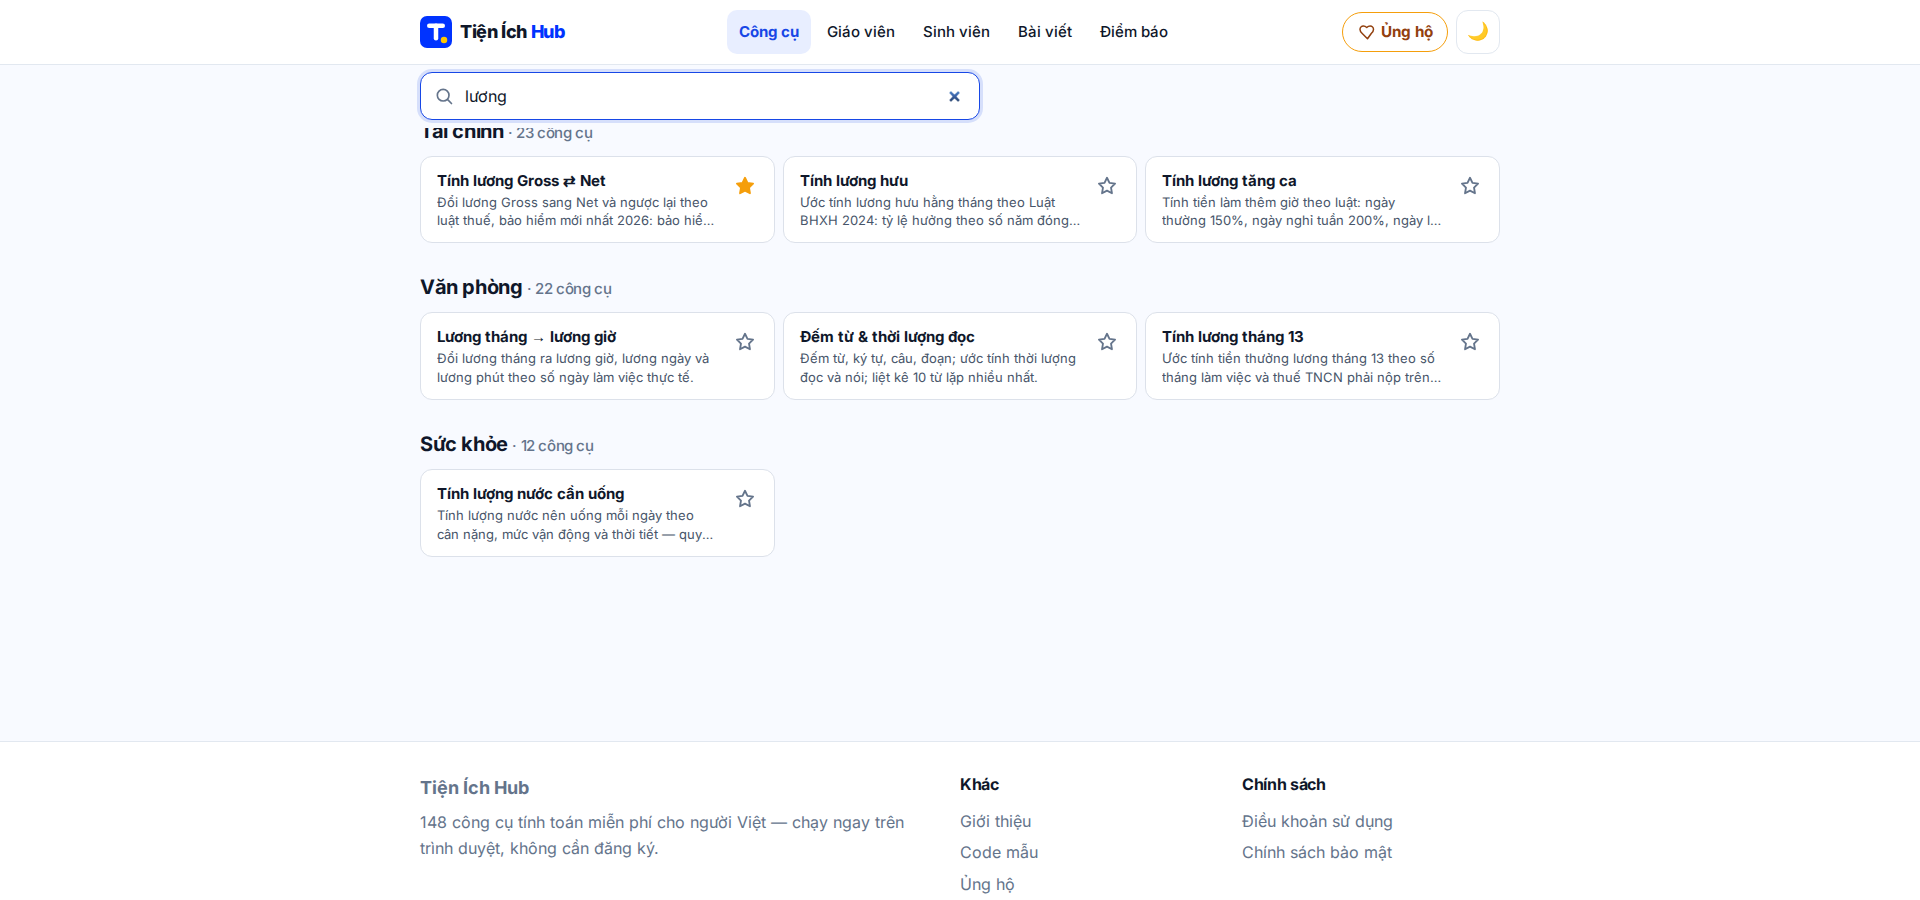 Tiện Ích Hub
Công cụ
Giáo viên
Sinh viên
Bài viết
Điểm báo
Ủng hộ
lương
Tài chính · 23 công cụ
Tính lương Gross ⇄ Net
Đổi lương Gross sang Net và ngược lại theo
luật thuế, bảo hiểm mới nhất 2026: bảo hiể...
Tính lương hưu
Ước tính lương hưu hằng tháng theo Luật
BHXH 2024: tỷ lệ hưởng theo số năm đóng...
Tính lương tăng ca
Tính tiền làm thêm giờ theo luật: ngày
thường 150%, ngày nghỉ tuần 200%, ngày l...
Văn phòng · 22 công cụ
Lương tháng → lương giờ
Đổi lương tháng ra lương giờ, lương ngày và
lương phút theo số ngày làm việc thực tế.
Đếm từ & thời lượng đọc
Đếm từ, ký tự, câu, đoạn; ước tính thời lượng
đọc và nói; liệt kê 10 từ lặp nhiều nhất.
Tính lương tháng 13
Ước tính tiền thưởng lương tháng 13 theo số
tháng làm việc và thuế TNCN phải nộp trên...
Sức khỏe · 12 công cụ
Tính lượng nước cần uống
Tính lượng nước nên uống mỗi ngày theo
cân nặng, mức vận động và thời tiết — quy...
Tiện Ích Hub
148 công cụ tính toán miễn phí cho người Việt — chạy ngay trên
trình duyệt, không cần đăng ký.
Khác
Giới thiệu
Code mẫu
Ủng hộ
Chính sách
Điều khoản sử dụng
Chính sách bảo mật